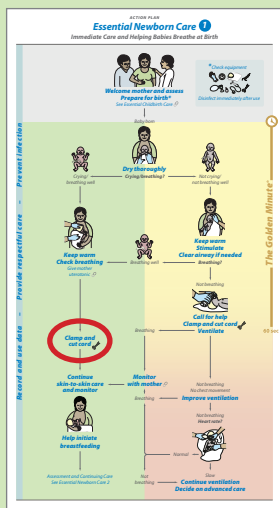 ACTION PLAN
Essential Newborn Care 1
Immediate Care and Helping Babies Breathe at Birth
Welcome mother and assess
Prepare for birth*
See Essential Childbirth Care
*Check equipment
Disinfect immediately after use
Baby born
Dry thoroughly
Crying/breathing?
Crying/
breathing well
Not crying/
not breathing well
Keep warm
Check breathing
Give mother
uterotonic
Breathing well
Keep warm
Stimulate
Clear airway if needed
Breathing?
Not breathing
Call for help
Clamp and cut cord
Ventilate
Breathing
Clamp and
cut cord
Continue
skin-to-skin care
and monitor
Monitor
with mother
Not breathing
No chest movement
Breathing
Improve ventilation
Not breathing
Heart rate?
Help initiate
breastfeeding
Normal
Slow
Assessment and Continuing Care
See Essential Newborn Care 2
Not
breathing
Continue ventilation
Decide on advanced care
Prevent infection
Provide respectful care
Record and use data
The Golden Minute®
60 sec